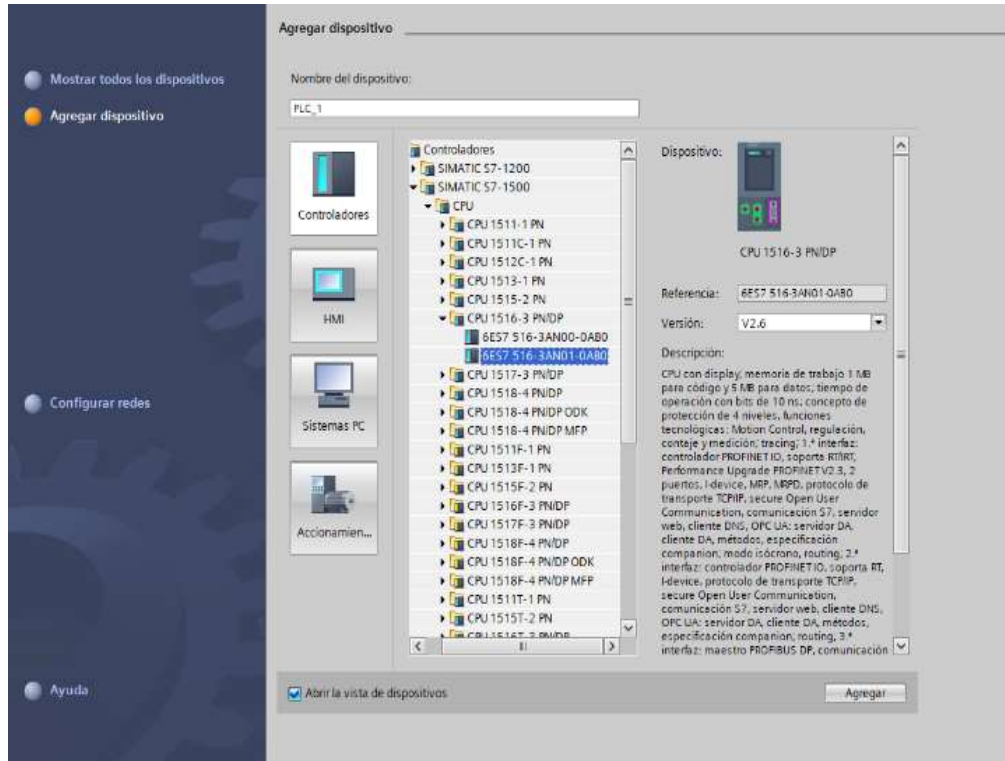 Agregar dispositivo
Mostrar todos los dispositivos
Agregar dispositivo
Configurar redes
Ayuda
Nombre del dispositivo:
PLC_1
Controladores
HMI
Sistemas PC
Accionamien...
Controladores
SIMATIC S7-1200
SIMATIC S7-1500
CPU
CPU 1511-1 PN
CPU 1511C-1 PN
CPU 1512C-1 PN
CPU 1513-1 PN
CPU 1515-2 PN
CPU 1516-3 PN/DP
6ES7 516-3AN00-0AB0
6ES7 516-3AN01-0AB0
CPU 1517-3 PN/DP
CPU 1518-4 PN/DP
CPU 1518-4 PN/DP ODK
CPU 1518-4 PN/DP MFP
CPU 1511F-1 PN
CPU 1513F-1 PN
CPU 1515F-2 PN
CPU 1516F-3 PN/DP
CPU 1517F-3 PN/DP
CPU 1518F-4 PN/DP
CPU 1518F-4 PN/DP ODK
CPU 1518F-4 PN/DP MFP
CPU 1511T-1 PN
CPU 1515T-2 PN
CPU 1516T-3 PN/DP
Dispositivo:
CPU 1516-3 PN/DP
Referencia: 6ES7 516-3AN01-0AB0
Versión: V2.6
Descripción:
CPU con display, memoria de trabajo 1 MB
para código y 5 MB para datos, tiempo de
operación con bits de 10 ns, concepto de
protección de 4 niveles, funciones
tecnológicas: Motion Control, regulación,
contaje y medición; tracing; 1.ª interfaz:
controlador PROFINET IO, soporta RT/IRT,
Performance Upgrade PROFINET V2.3, 2
puertos, I-device, MRP, MRPD, protocolo de
transporte TCP/IP, secure Open User
Communication, comunicación S7, servidor
web, cliente DNS, OPC UA: servidor DA,
cliente DA, métodos, especificación
companion; modo isócrono, routing; 2.ª
interfaz: controlador PROFINET IO, soporta RT,
I-device, protocolo de transporte TCP/IP,
secure Open User Communication,
comunicación S7, servidor web, cliente DNS,
OPC UA: servidor DA, cliente DA, métodos,
especificación companion; routing; 3.ª
interfaz: maestro PROFIBUS DP, comunicación
Abrir la vista de dispositivos
Agregar